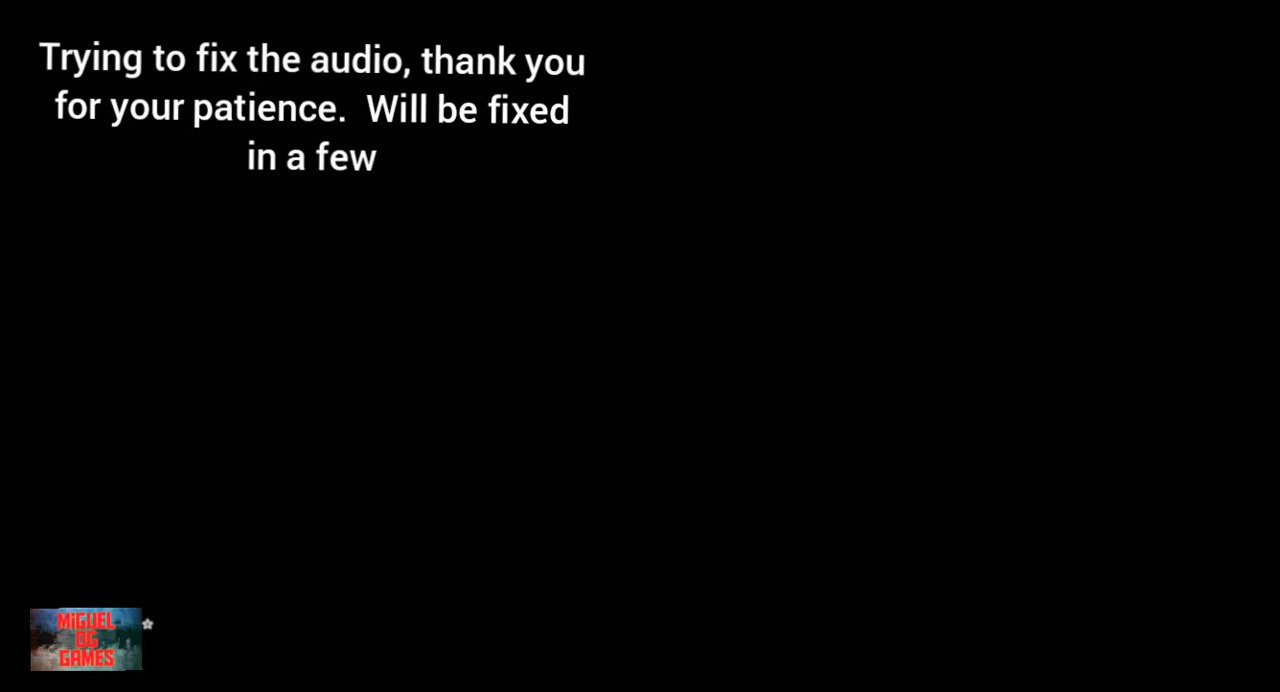 Trying to fix the audio, thank you
for your patience.  Will be fixed
in a few
MiGUEL
OG
GAMES